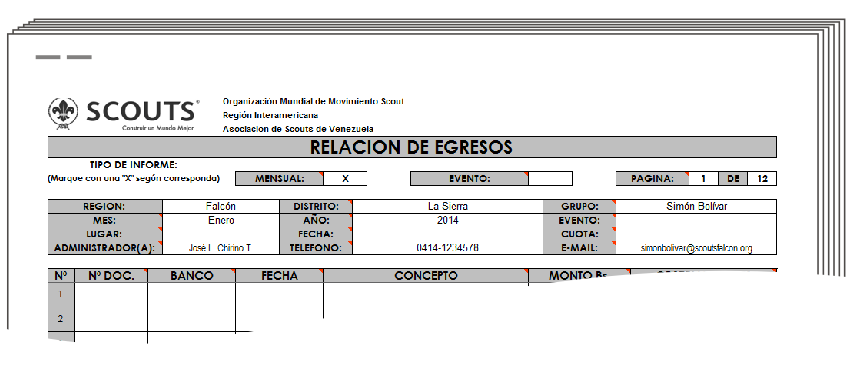 SCOUTS®
Construir un Mundo Mejor
Organización Mundial de Movimiento Scout
Región Interamericana
Asociacion de Scouts de Venezuela
RELACION DE EGRESOS
TIPO DE INFORME:
(Marque con una "X" según corresponda) MENSUAL: X EVENTO: PAGINA: 1 DE 12
REGION: Falcón DISTRITO: La Sierra GRUPO: Simón Bolívar
MES: Enero AÑO: 2014 EVENTO:
LUGAR: FECHA: CUOTA:
ADMINISTRADOR(A): José L. Chirino T. TELEFONO: 0414-1234578 E-MAIL: simonbolivar@scoutsfalcon.org
Nº Nº DOC. BANCO FECHA CONCEPTO MONTO Bs
1
2